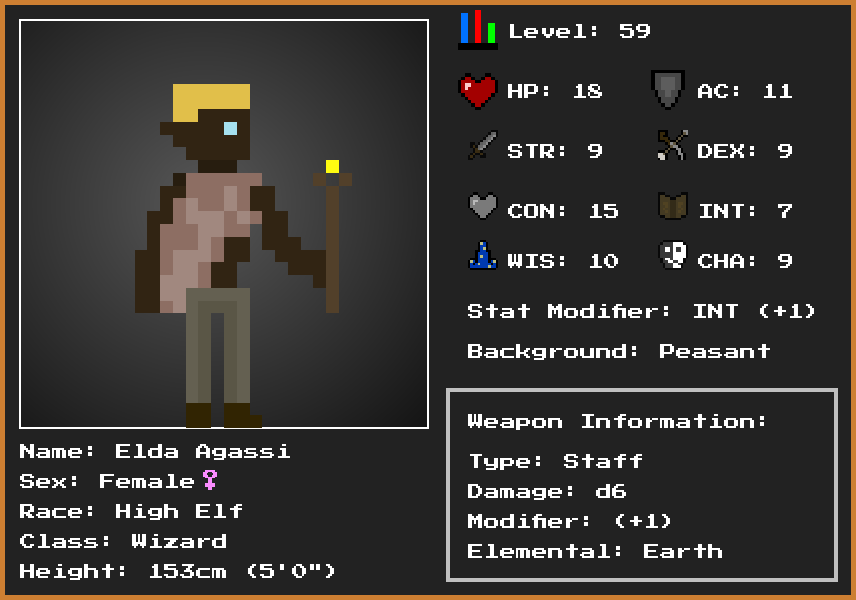 Level: 59
HP: 18 AC: 11
STR: 9 DEX: 9
CON: 15 INT: 7
WIS: 10 CHA: 9
Stat Modifier: INT (+1)
Background: Peasant
Weapon Information:
Type: Staff
Damage: d6
Modifier: (+1)
Elemental: Earth
Name: Elda Agassi
Sex: Female♀
Race: High Elf
Class: Wizard
Height: 153cm (5'0")